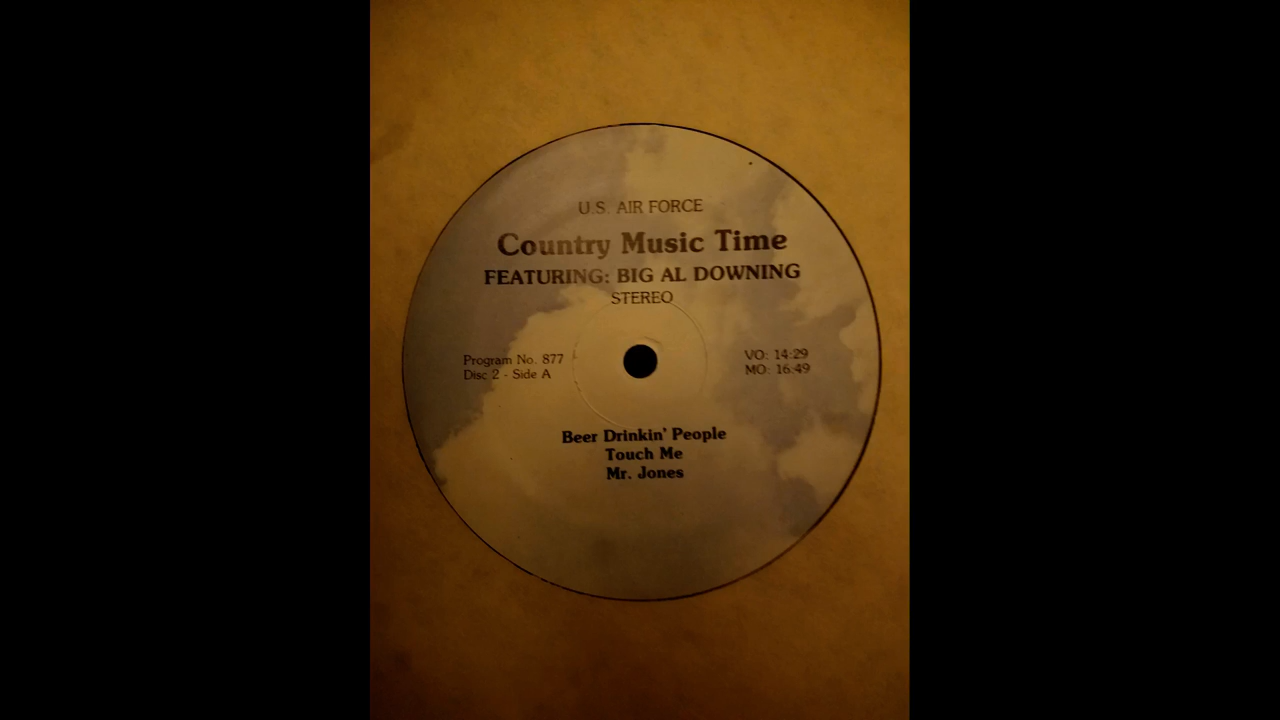 U.S. AIR FORCE
Country Music Time
FEATURING: BIG AL DOWNING
STEREO
Program No. 877
Disc 2 - Side A
VO: 14:29
MO: 16:49
Beer Drinkin' People
Touch Me
Mr. Jones